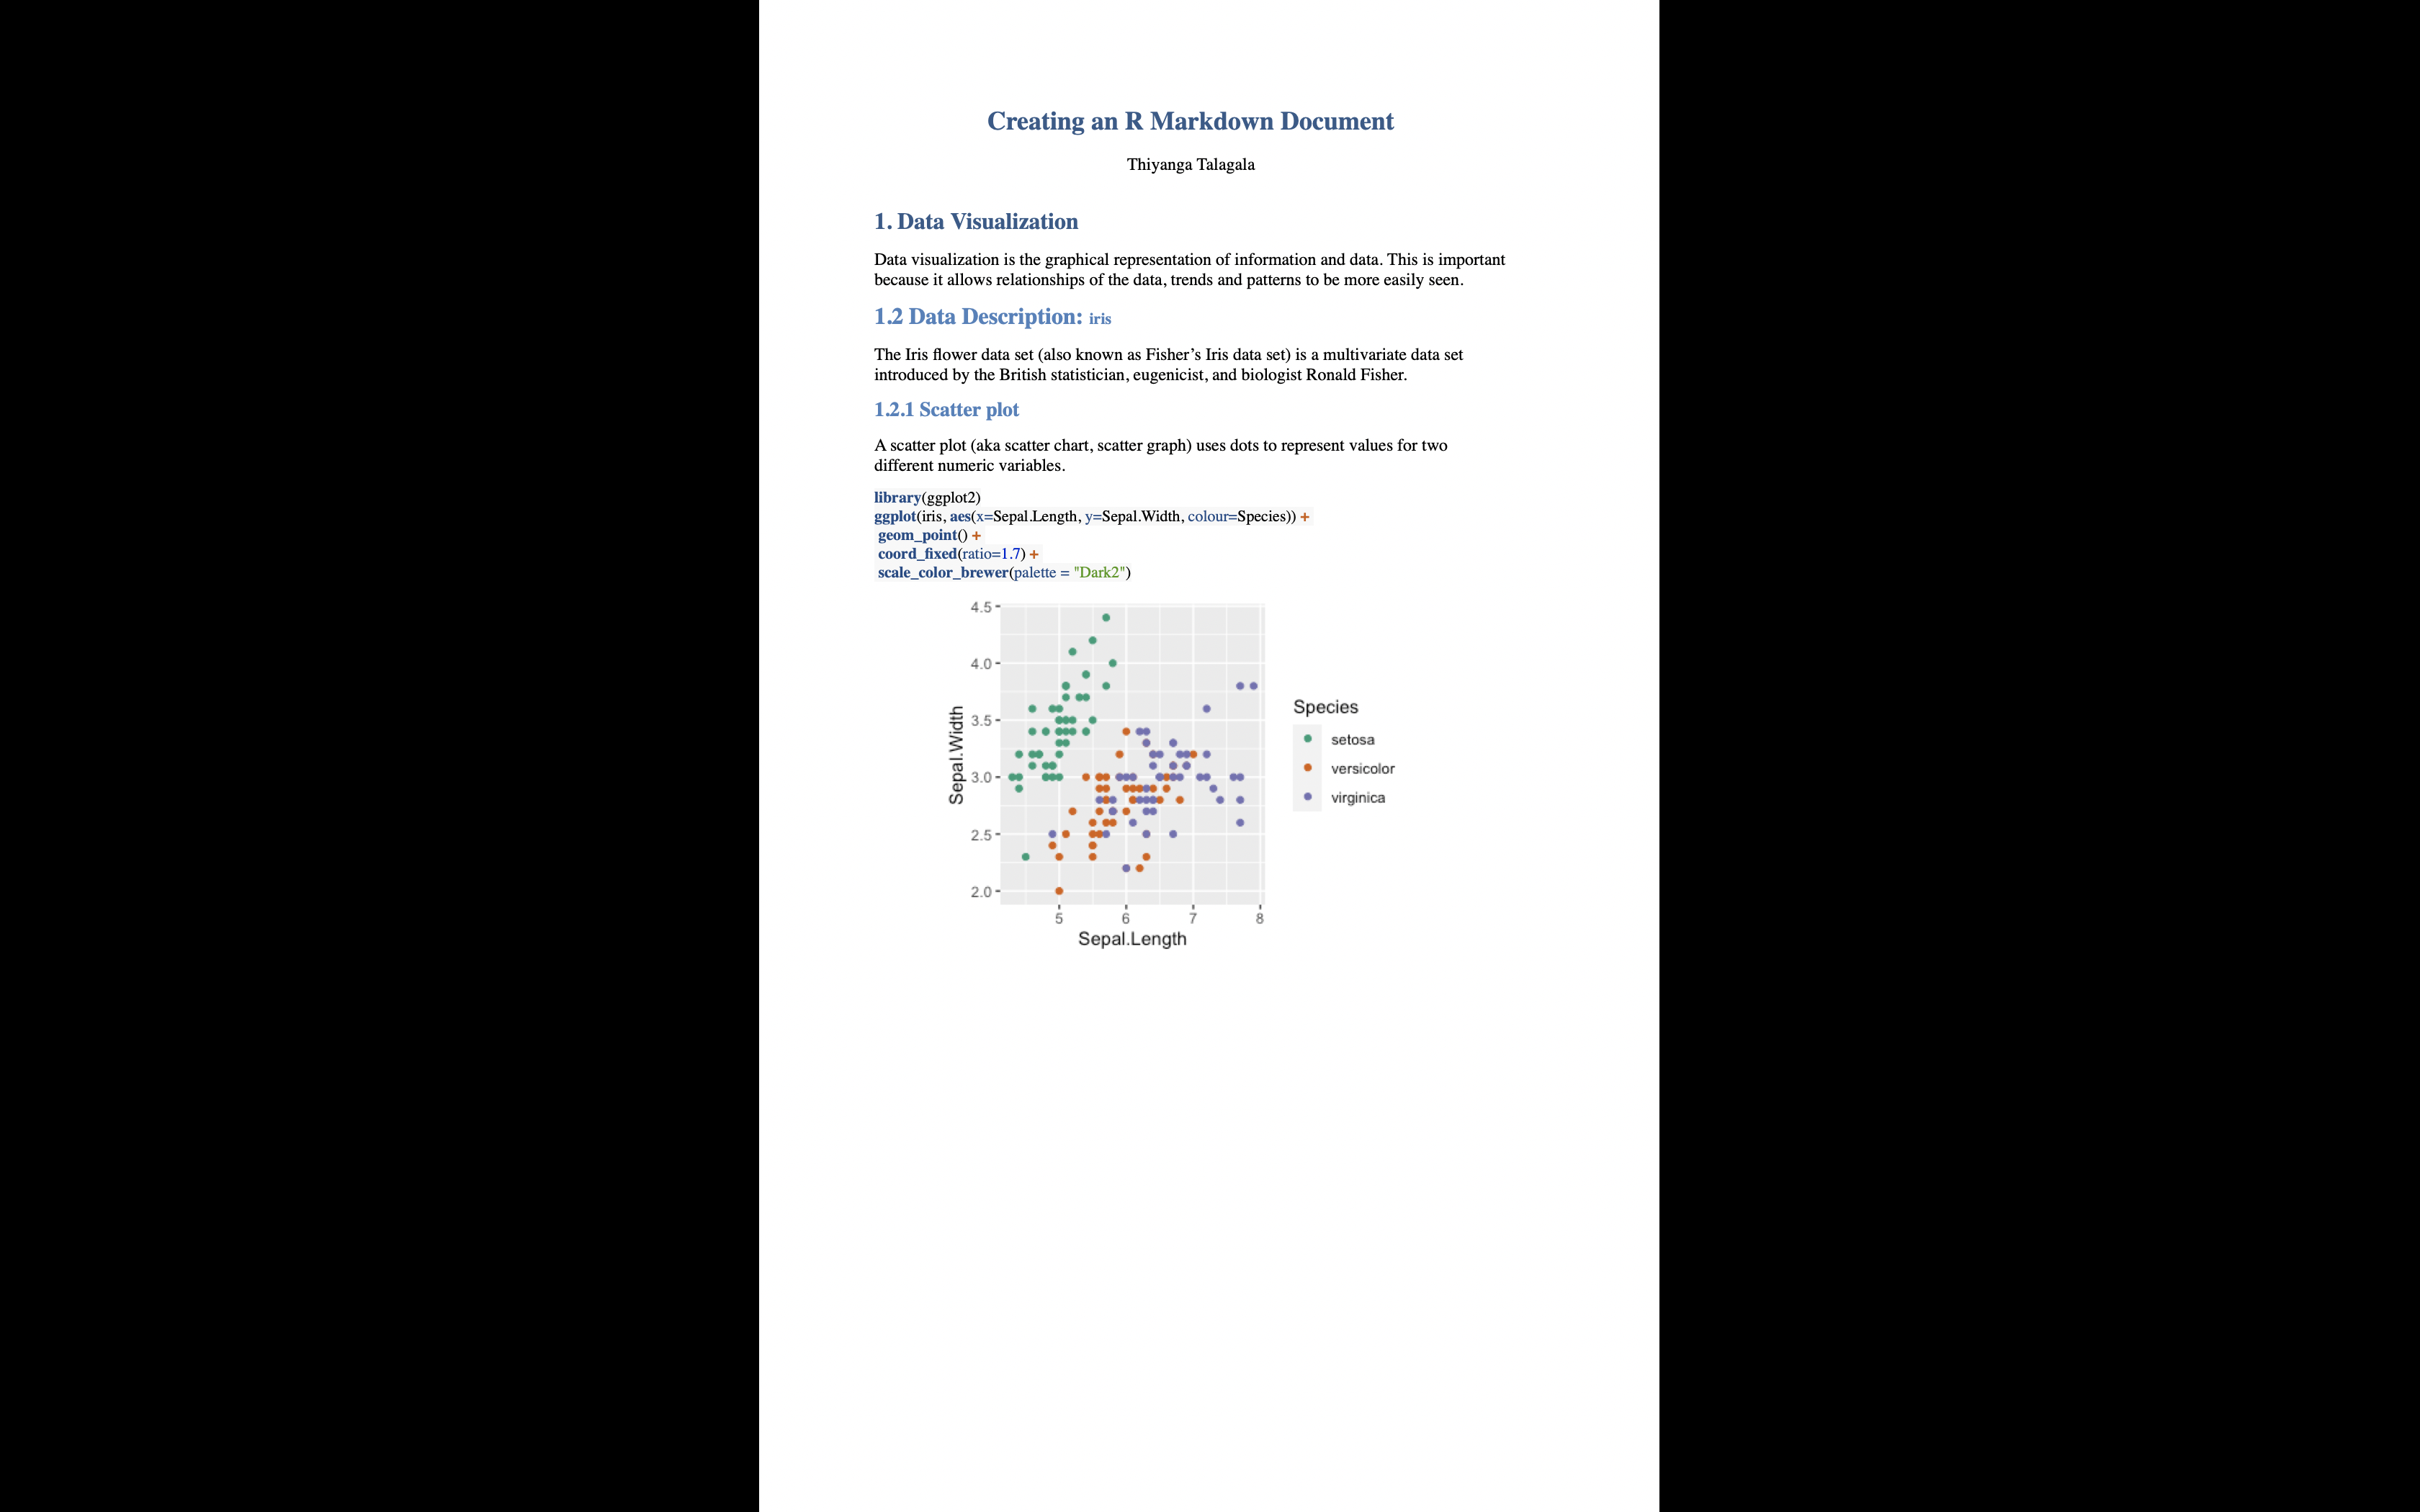 Creating an R Markdown Document
Thiyanga Talagala
1. Data Visualization
Data visualization is the graphical representation of information and data. This is important
because it allows relationships of the data, trends and patterns to be more easily seen.
1.2 Data Description: iris
The Iris flower data set (also known as Fisher’s Iris data set) is a multivariate data set
introduced by the British statistician, eugenicist, and biologist Ronald Fisher.
1.2.1 Scatter plot
A scatter plot (aka scatter chart, scatter graph) uses dots to represent values for two
different numeric variables.
library(ggplot2)
ggplot(iris, aes(x=Sepal.Length, y=Sepal.Width, colour=Species)) +
geom_point() +
coord_fixed(ratio=1.7) +
scale_color_brewer(palette = "Dark2")
4.5
4.0
3.5
3.0
2.5
2.0
Sepal.Width
5 6 7 8
Sepal.Length
Species
setosa
versicolor
virginica